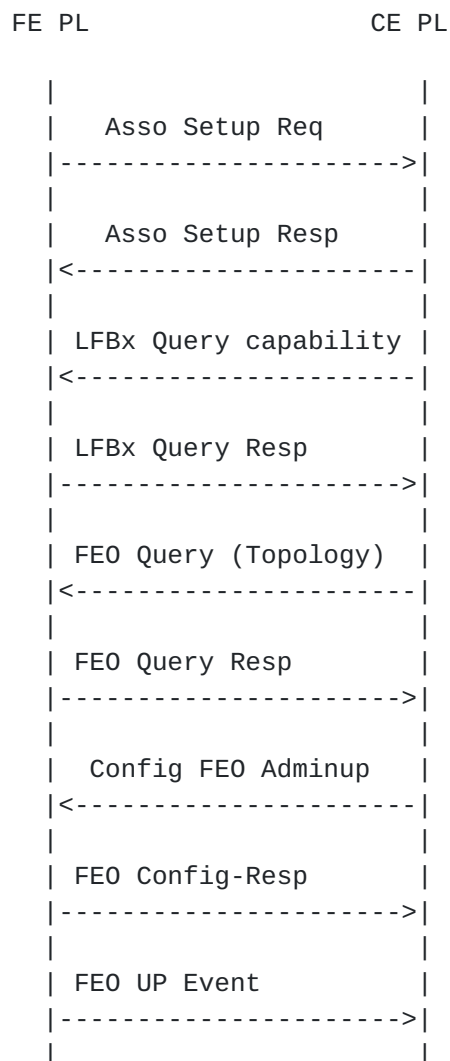 FE PL                  CE PL

  |                       |
  |   Asso Setup Req      |
  |---------------------->|
  |                       |
  |   Asso Setup Resp     |
  |<----------------------|
  |                       |
  | LFBx Query capability |
  |<----------------------|
  |                       |
  | LFBx Query Resp       |
  |---------------------->|
  |                       |
  | FEO Query (Topology)  |
  |<----------------------|
  |                       |
  | FEO Query Resp        |
  |---------------------->|
  |                       |
  |  Config FEO Adminup   |
  |<----------------------|
  |                       |
  | FEO Config-Resp       |
  |---------------------->|
  |                       |
  | FEO UP Event          |
  |---------------------->|
  |                       |